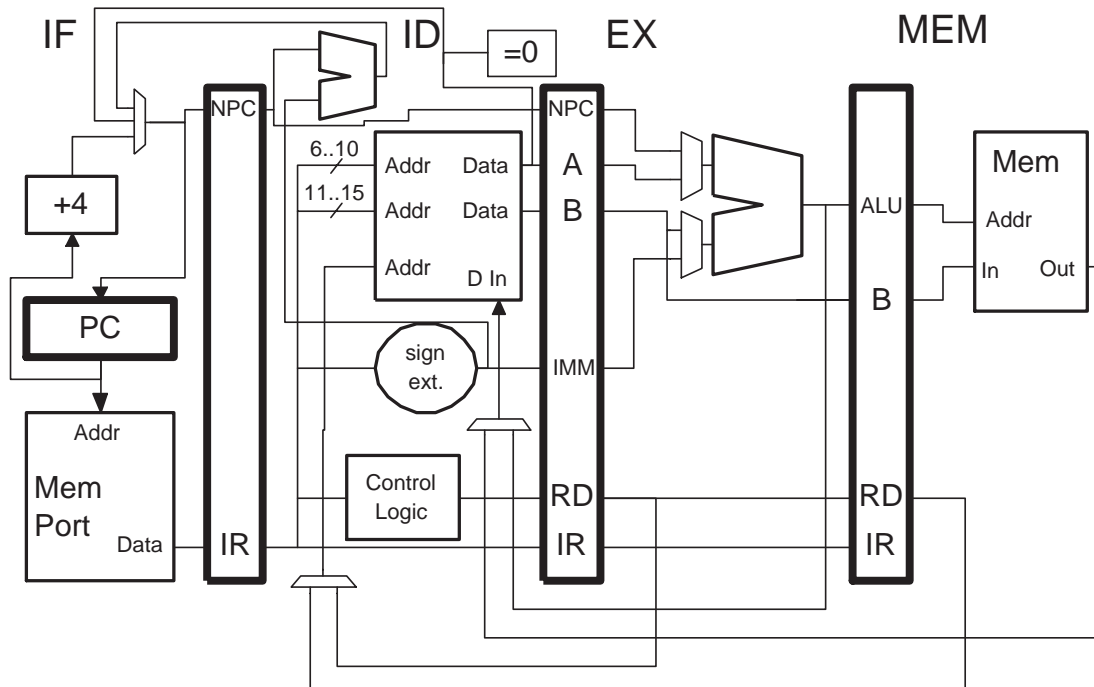 IF
ID
EX
MEM
=0
NPC
+4
PC
Addr
Mem
Port
Data
IR
6..10
11..15
Addr
Data
Addr
Data
Addr
D In
sign
ext.
Control
Logic
NPC
A
B
IMM
RD
IR
ALU
B
RD
IR
Mem
Addr
In
Out